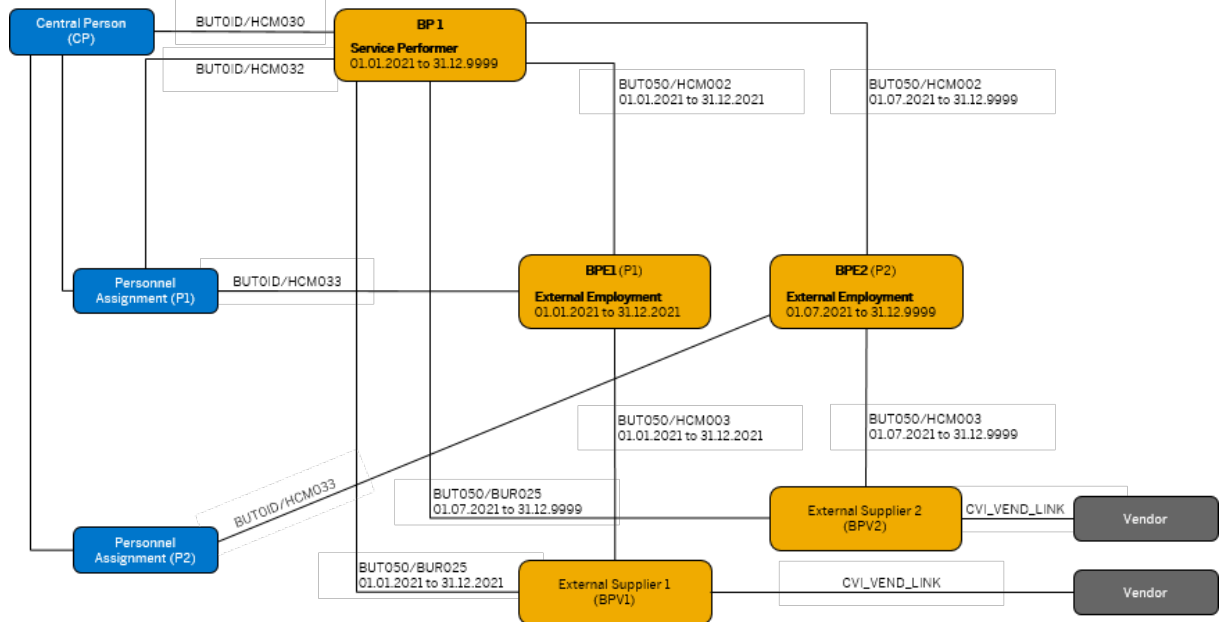 Central Person
(CP)
BUT0ID/HCM030
BP 1
Service Performer
01.01.2021 to 31.12.9999
BUT0ID/HCM032
BUT050/HCM002
01.01.2021 to 31.12.2021
BUT050/HCM002
01.07.2021 to 31.12.9999
Personnel
Assignment (P1)
BUT0ID/HCM033
BPE1 (P1)
External Employment
01.01.2021 to 31.12.2021
BPE2 (P2)
External Employment
01.07.2021 to 31.12.9999
BUT050/HCM003
01.01.2021 to 31.12.2021
BUT050/HCM003
01.07.2021 to 31.12.9999
BUT0ID/HCM033
BUT050/BUR025
01.07.2021 to 31.12.9999
External Supplier 2
(BPV2)
CVI_VEND_LINK
Vendor
Personnel
Assignment (P2)
BUT050/BUR025
01.01.2021 to 31.12.2021
External Supplier 1
(BPV1)
CVI_VEND_LINK
Vendor